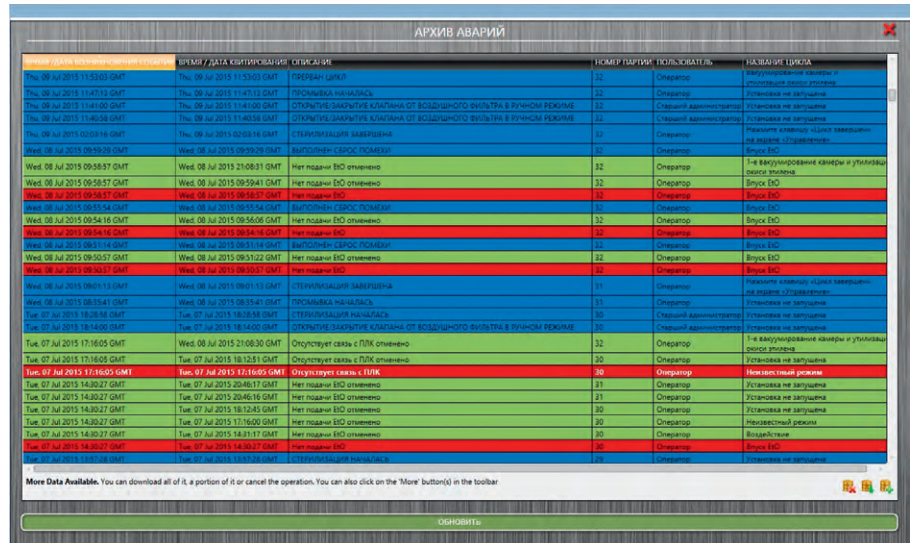 АРХИВ АВАРИЙ
ВРЕМЯ / ДАТА ВОЗНИКНОВЕНИЯ СОБЫТИЯ ВРЕМЯ / ДАТА КВИТИРОВАНИЯ ОПИСАНИЕ НОМЕР ПАРТИИ ПОЛЬЗОВАТЕЛЬ НАЗВАНИЕ ЦИКЛА
Thu, 09 Jul 2015 11:53:03 GMT Thu, 09 Jul 2015 11:53:03 GMT ПРЕРВАН ЦИКЛ 32 Оператор Вакуумирование камеры и
утилизация окиси этилена
Thu, 09 Jul 2015 11:47:13 GMT Thu, 09 Jul 2015 11:47:13 GMT ПРОМЫВКА НАЧАЛАСЬ 32 Оператор Установка не запущена
Thu, 09 Jul 2015 11:41:00 GMT Thu, 09 Jul 2015 11:41:00 GMT ОТКРЫТИЕ/ЗАКРЫТИЕ КЛАПАНА ОТ ВОЗДУШНОГО ФИЛЬТРА В РУЧНОМ РЕЖИМЕ 32 Старший администратор Установка не запущена
Thu, 09 Jul 2015 11:40:58 GMT Thu, 09 Jul 2015 11:40:58 GMT ОТКРЫТИЕ/ЗАКРЫТИЕ КЛАПАНА ОТ ВОЗДУШНОГО ФИЛЬТРА В РУЧНОМ РЕЖИМЕ 32 Старший администратор Установка не запущена
Thu, 09 Jul 2015 02:03:16 GMT Thu, 09 Jul 2015 02:03:16 GMT СТЕРИЛИЗАЦИЯ ЗАВЕРШЕНА 32 Оператор Нажмите клавишу «Цикл завершен»
на экране «Управление»
Wed, 08 Jul 2015 09:59:29 GMT Wed, 08 Jul 2015 09:59:29 GMT ВЫПОЛНЕН СБРОС ПОМЕХИ 32 Оператор Впуск EtO
Wed, 08 Jul 2015 09:58:57 GMT Wed, 08 Jul 2015 21:08:31 GMT Нет подачи EtO отменено 32 Оператор 1-е вакуумирование камеры и утилизаци
окиси этилена
Wed, 08 Jul 2015 09:58:57 GMT Wed, 08 Jul 2015 09:59:41 GMT Нет подачи EtO отменено 32 Оператор Впуск EtO
Wed, 08 Jul 2015 09:58:57 GMT Wed, 08 Jul 2015 09:58:57 GMT Нет подачи EtO 32 Оператор Впуск EtO
Wed, 08 Jul 2015 09:55:54 GMT Wed, 08 Jul 2015 09:55:54 GMT ВЫПОЛНЕН СБРОС ПОМЕХИ 32 Оператор Впуск EtO
Wed, 08 Jul 2015 09:54:16 GMT Wed, 08 Jul 2015 09:56:06 GMT Нет подачи EtO отменено 32 Оператор Впуск EtO
Wed, 08 Jul 2015 09:54:16 GMT Wed, 08 Jul 2015 09:54:16 GMT Нет подачи EtO 32 Оператор Впуск EtO
Wed, 08 Jul 2015 09:51:14 GMT Wed, 08 Jul 2015 09:51:14 GMT ВЫПОЛНЕН СБРОС ПОМЕХИ 32 Оператор Впуск EtO
Wed, 08 Jul 2015 09:50:57 GMT Wed, 08 Jul 2015 09:51:22 GMT Нет подачи EtO отменено 32 Оператор Впуск EtO
Wed, 08 Jul 2015 09:50:57 GMT Wed, 08 Jul 2015 09:50:57 GMT Нет подачи EtO 32 Оператор Впуск EtO
Wed, 08 Jul 2015 09:01:13 GMT Wed, 08 Jul 2015 09:01:13 GMT СТЕРИЛИЗАЦИЯ ЗАВЕРШЕНА 31 Оператор Нажмите клавишу «Цикл завершен»
на экране «Управление»
Wed, 08 Jul 2015 08:35:41 GMT Wed, 08 Jul 2015 08:35:41 GMT ПРОМЫВКА НАЧАЛАСЬ 31 Оператор Установка не запущена
Tue, 07 Jul 2015 18:28:58 GMT Tue, 07 Jul 2015 18:28:58 GMT СТЕРИЛИЗАЦИЯ НАЧАЛАСЬ 30 Старший администратор Установка не запущена
Tue, 07 Jul 2015 18:14:00 GMT Tue, 07 Jul 2015 18:14:00 GMT ОТКРЫТИЕ/ЗАКРЫТИЕ КЛАПАНА ОТ ВОЗДУШНОГО ФИЛЬТРА В РУЧНОМ РЕЖИМЕ 30 Старший администратор Установка не запущена
Tue, 07 Jul 2015 17:16:05 GMT Wed, 08 Jul 2015 21:08:30 GMT Отсутствует связь с ПЛК отменено 32 Оператор 1-е вакуумирование камеры и утилизаци
окиси этилена
Tue, 07 Jul 2015 17:16:05 GMT Tue, 07 Jul 2015 18:12:51 GMT Отсутствует связь с ПЛК отменено 30 Оператор Установка не запущена
Tue, 07 Jul 2015 17:16:05 GMT Tue, 07 Jul 2015 17:16:05 GMT Отсутствует связь с ПЛК 30 Оператор Неизвестный режим
Tue, 07 Jul 2015 14:30:27 GMT Tue, 07 Jul 2015 20:46:17 GMT Нет подачи EtO отменено 31 Оператор Установка не запущена
Tue, 07 Jul 2015 14:30:27 GMT Tue, 07 Jul 2015 20:46:16 GMT Нет подачи EtO отменено 31 Оператор Установка не запущена
Tue, 07 Jul 2015 14:30:27 GMT Tue, 07 Jul 2015 18:12:45 GMT Нет подачи EtO отменено 30 Оператор Установка не запущена
Tue, 07 Jul 2015 14:30:27 GMT Tue, 07 Jul 2015 17:16:00 GMT Нет подачи EtO отменено 30 Оператор Неизвестный режим
Tue, 07 Jul 2015 14:30:27 GMT Tue, 07 Jul 2015 14:31:17 GMT Нет подачи EtO отменено 30 Оператор Воздействие
Tue, 07 Jul 2015 14:30:27 GMT Tue, 07 Jul 2015 14:30:27 GMT Нет подачи EtO 30 Оператор Впуск EtO
Tue, 07 Jul 2015 13:57:28 GMT Tue, 07 Jul 2015 13:57:28 GMT СТЕРИЛИЗАЦИЯ НАЧАЛАСЬ 29 Оператор Установка не запущена
More Data Available. You can download all of it, a portion of it or cancel the operation. You can also click on the 'More' button(s) in the toolbar
ОБНОВИТЬ